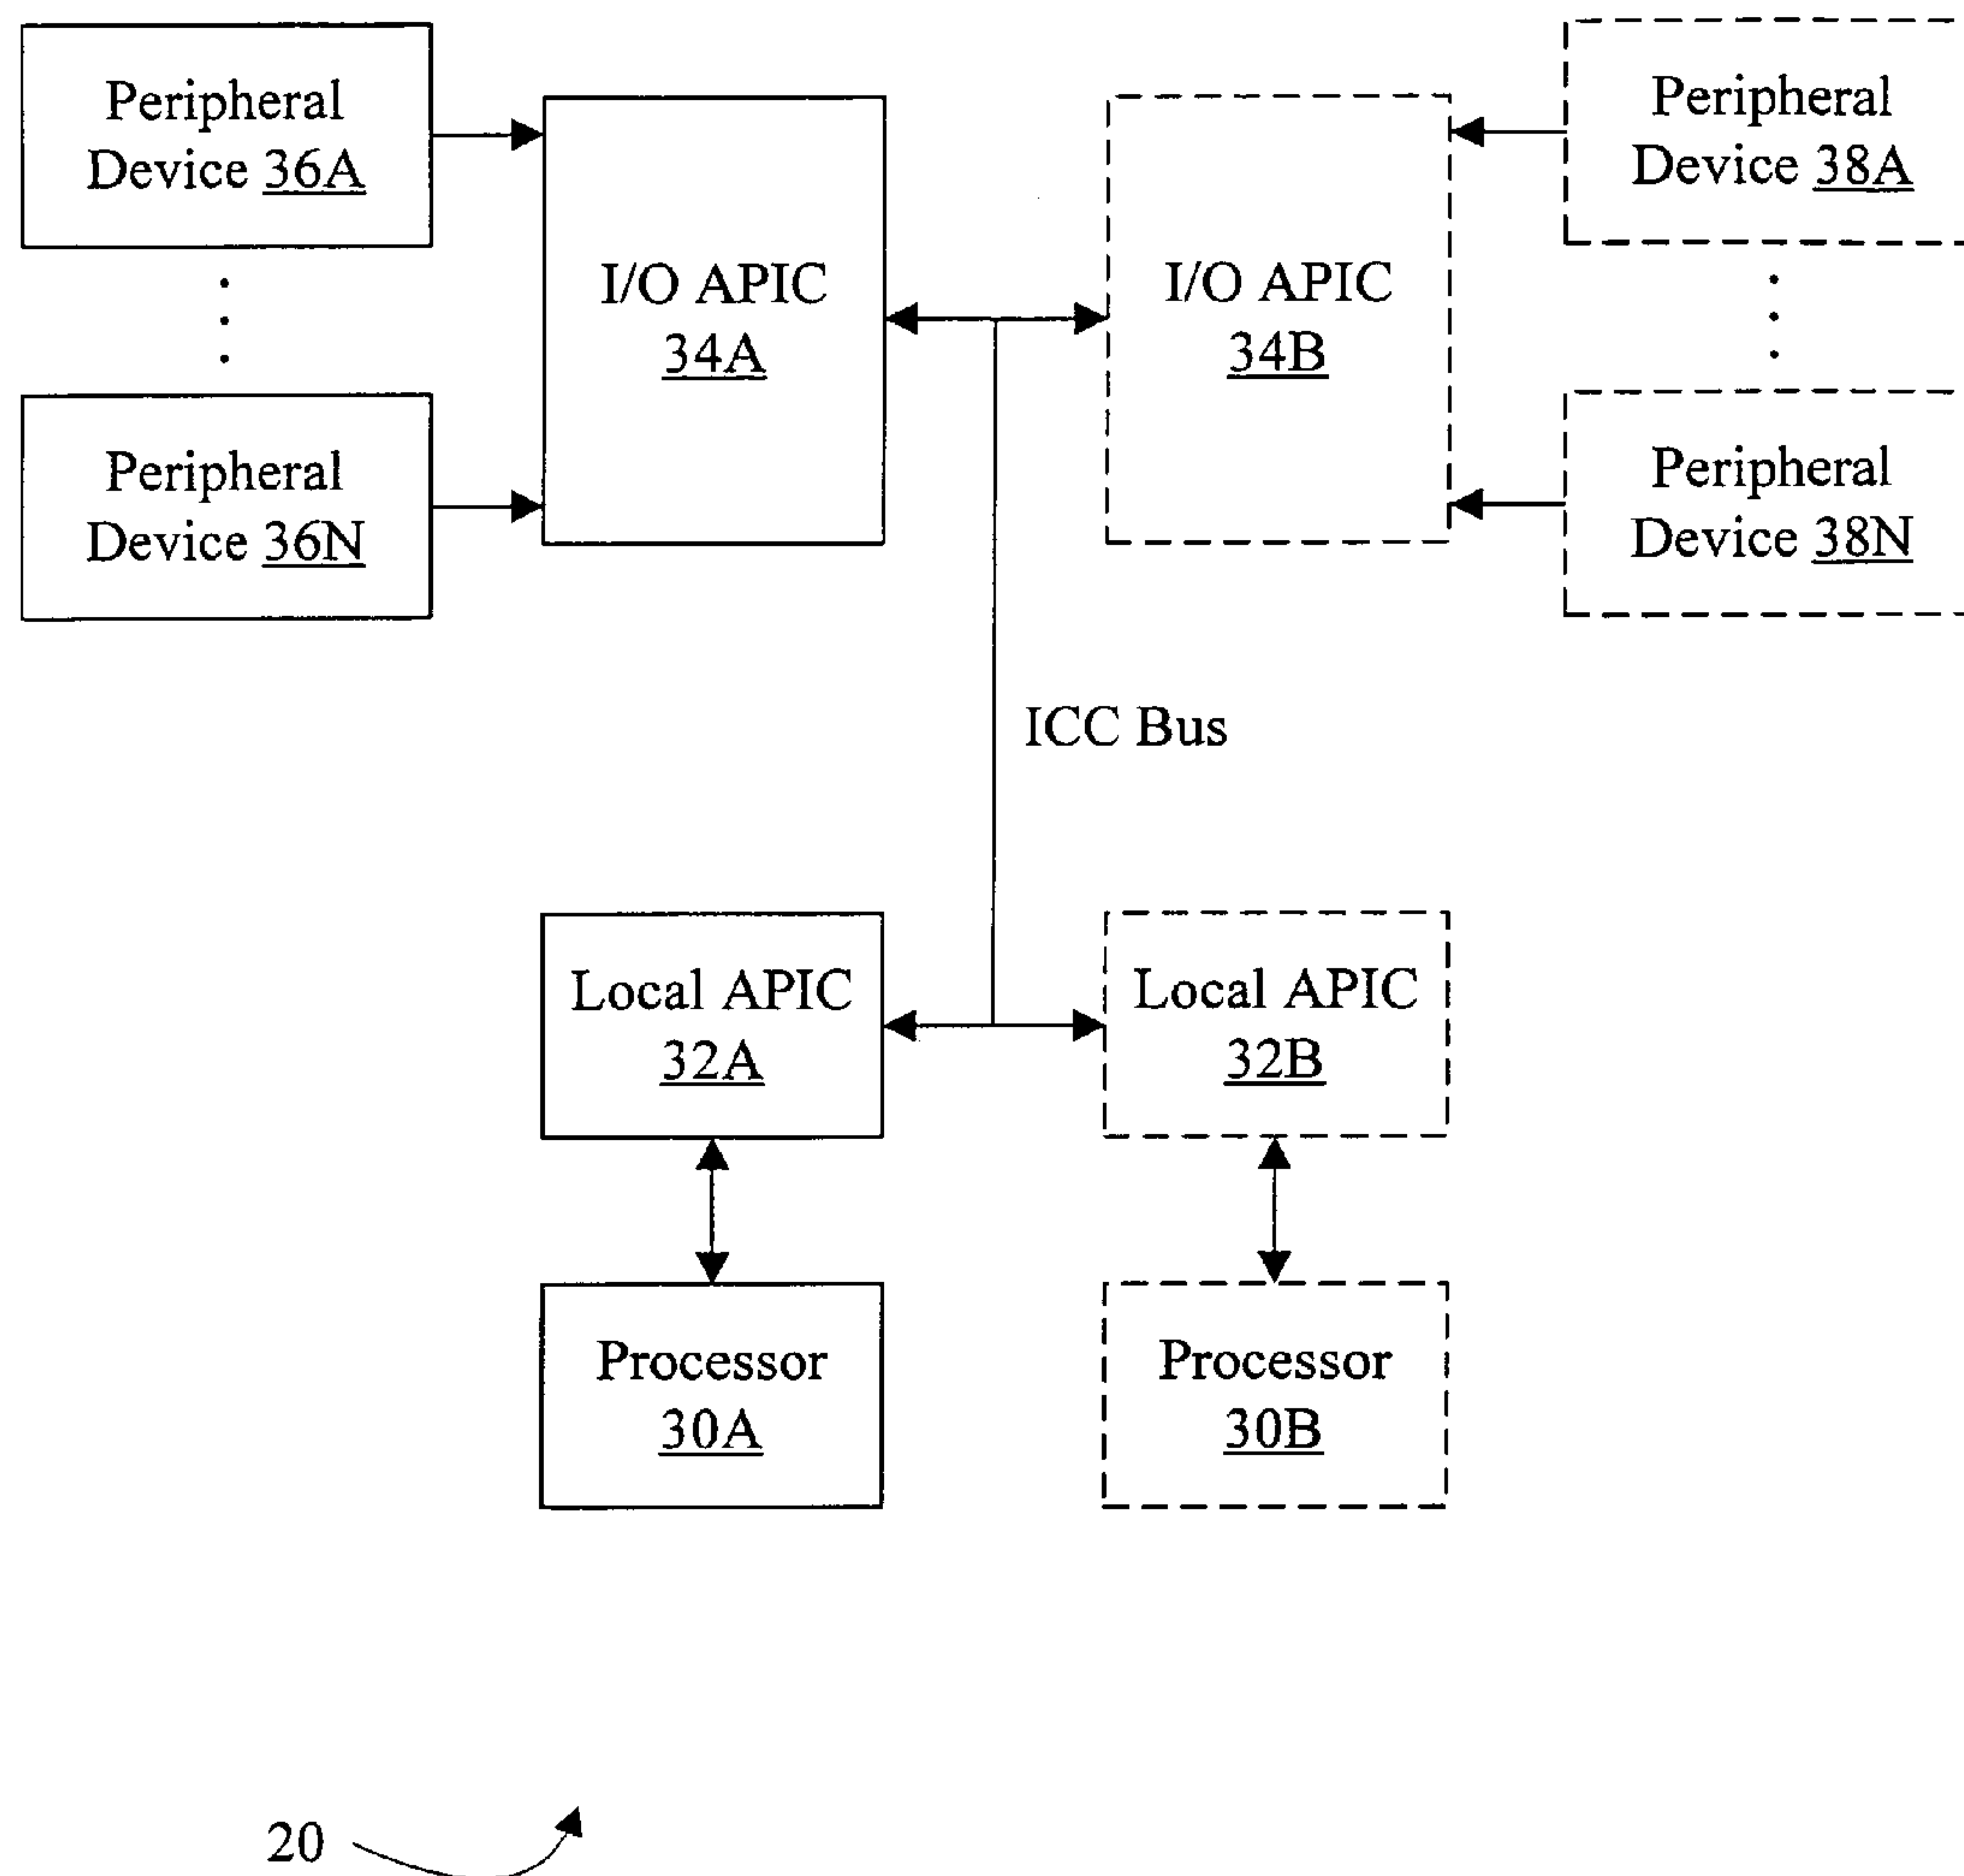 Peripheral
Device 36A
I/O APIC
34A
I/O APIC
34B
Peripheral
Device 38A
Peripheral
Device 36N
Peripheral
Device 38N
ICC Bus
Local APIC
32A
Local APIC
32B
Processor
30A
Processor
30B
20